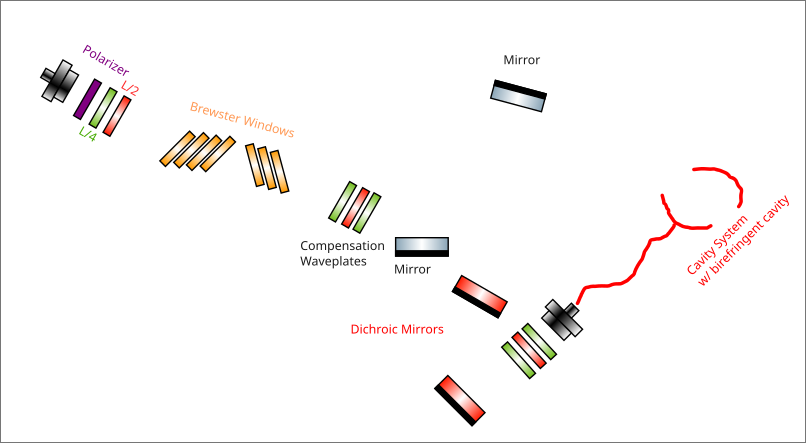 Polarizer
L/2
L/4
Brewster Windows
Mirror
Compensation
Waveplates
Mirror
Dichroic Mirrors
Cavity System
w/ birefringent cavity